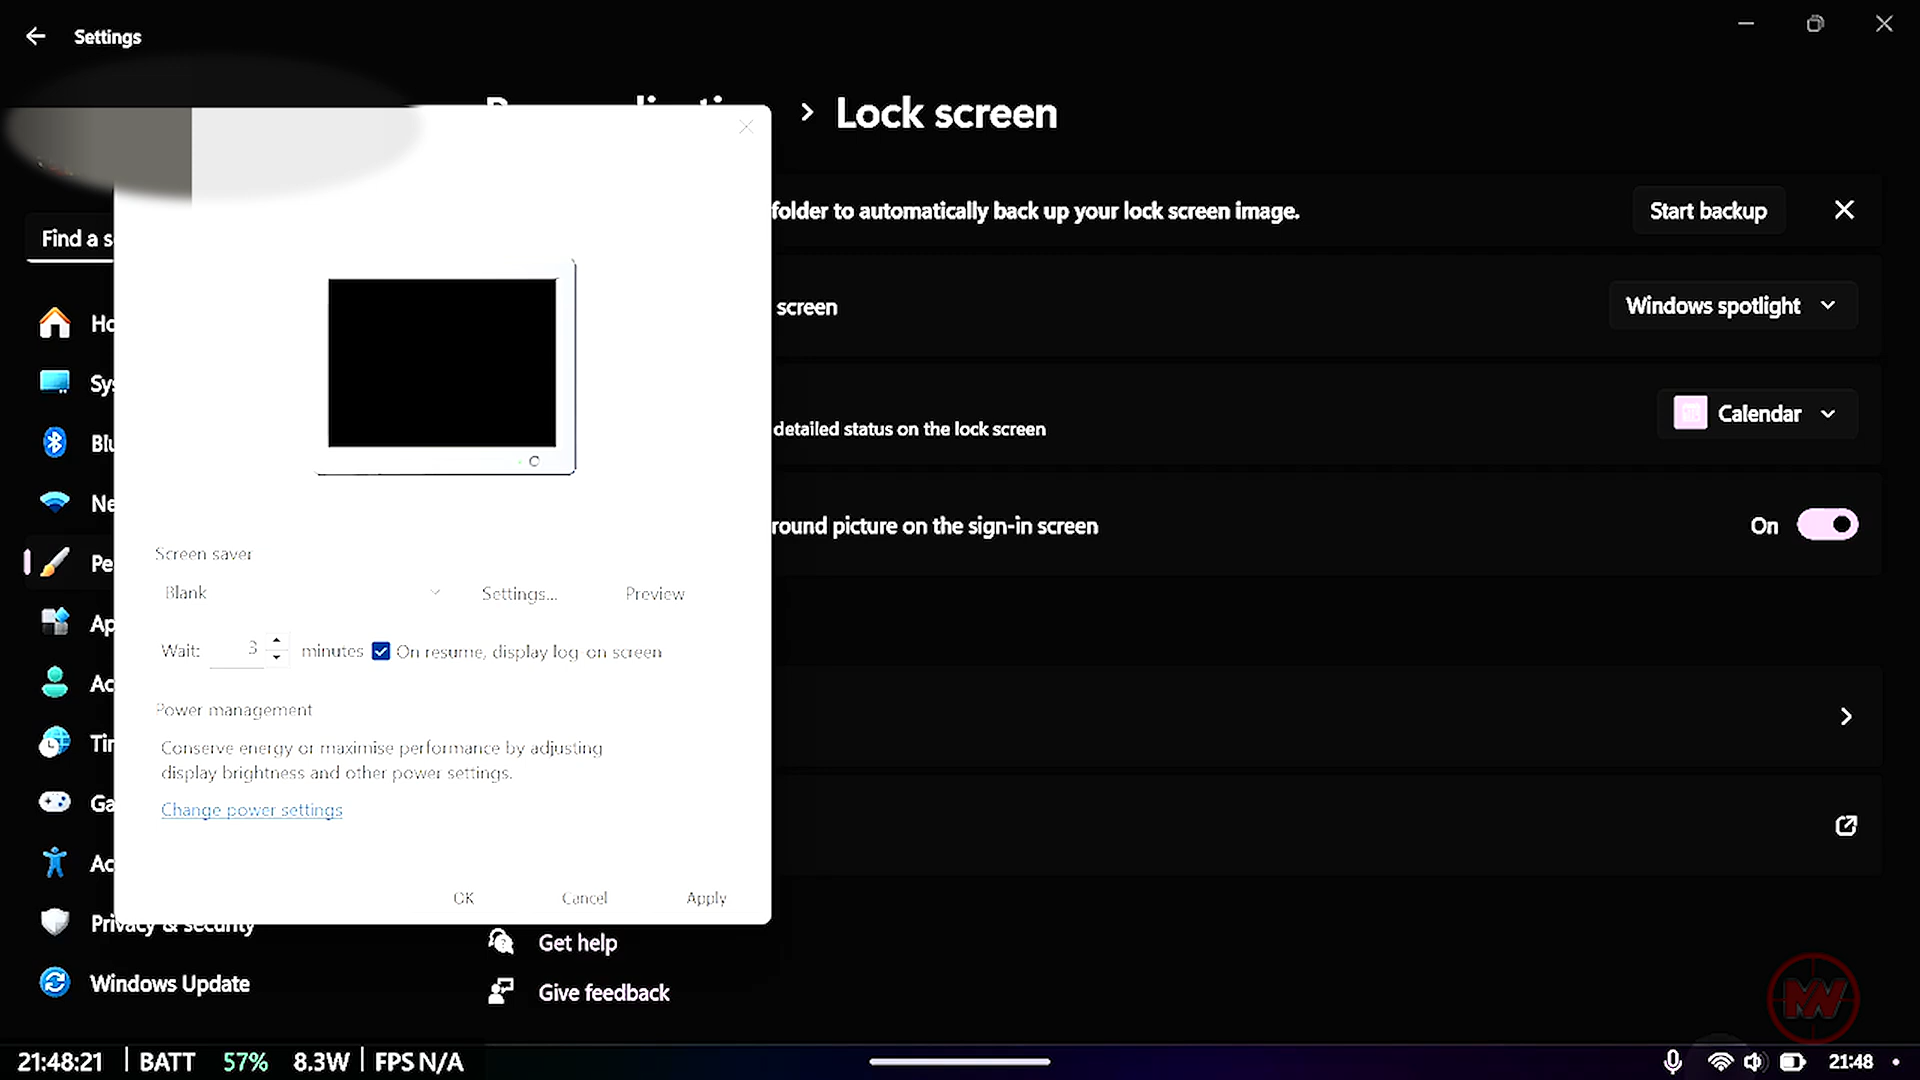 Settings
Lock screen
folder to automatically back up your lock screen image.
Start backup
Find a s
screen
Windows spotlight
Calendar
detailed status on the lock screen
round picture on the sign-in screen
On
Screen saver
Blank
Settings...
Preview
Wait:
3
minutes
On resume, display log-on screen
Power management
Conserve energy or maximise performance by adjusting
display brightness and other power settings.
Change power settings
OK
Cancel
Apply
Ho
Sys
Blu
Ne
Pe
Ap
Ac
Tim
Ga
Ac
Privacy & security
Windows Update
Get help
Give feedback
MW
21:48:21 | BATT 57% 8.3W | FPS N/A
21:48